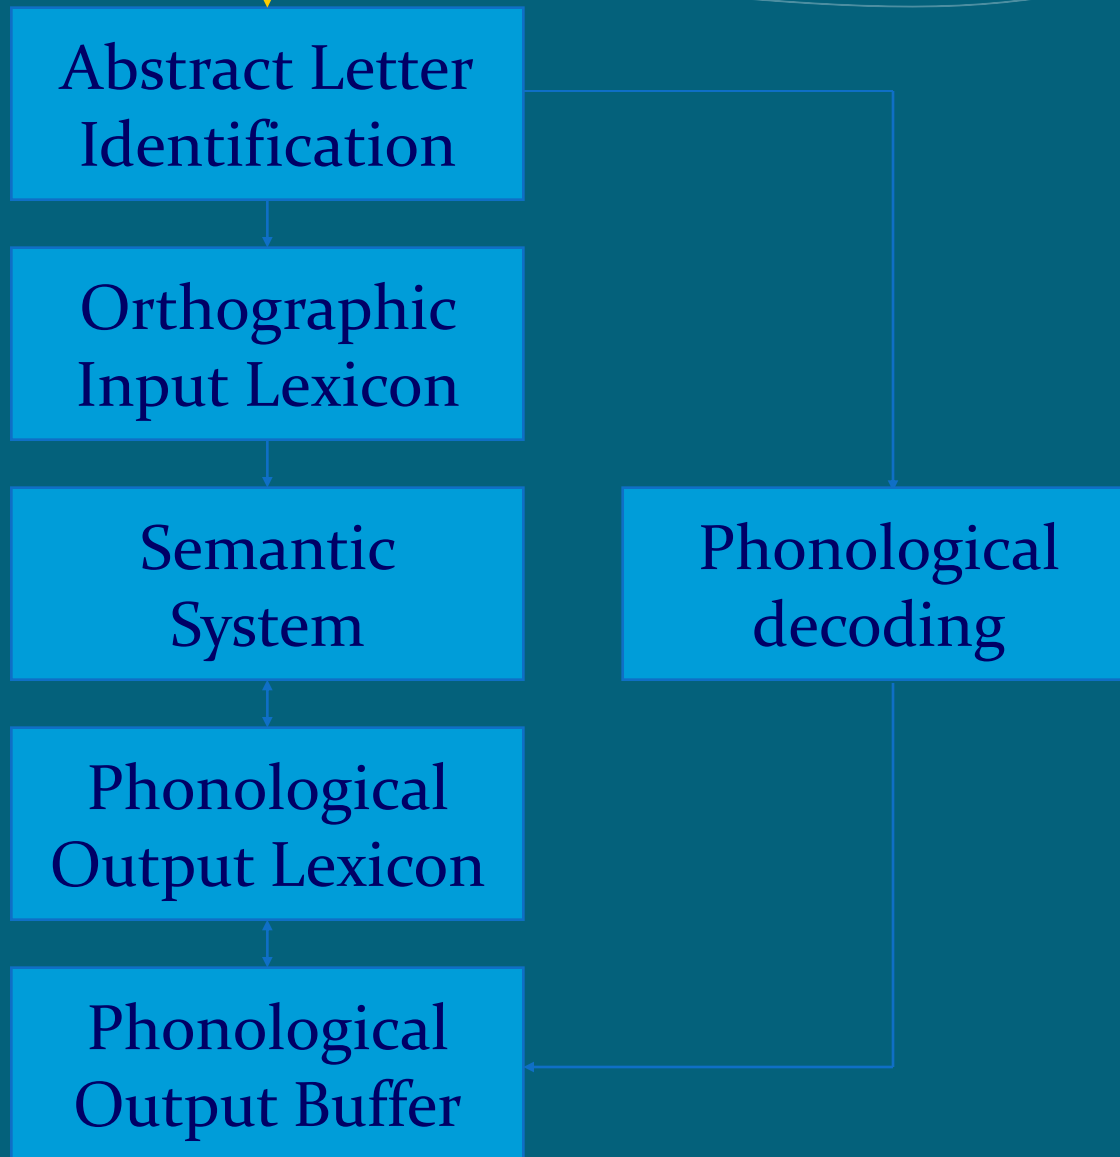 Abstract Letter
Identification
Orthographic
Input Lexicon
Semantic
System
Phonological
decoding
Phonological
Output Lexicon
Phonological
Output Buffer